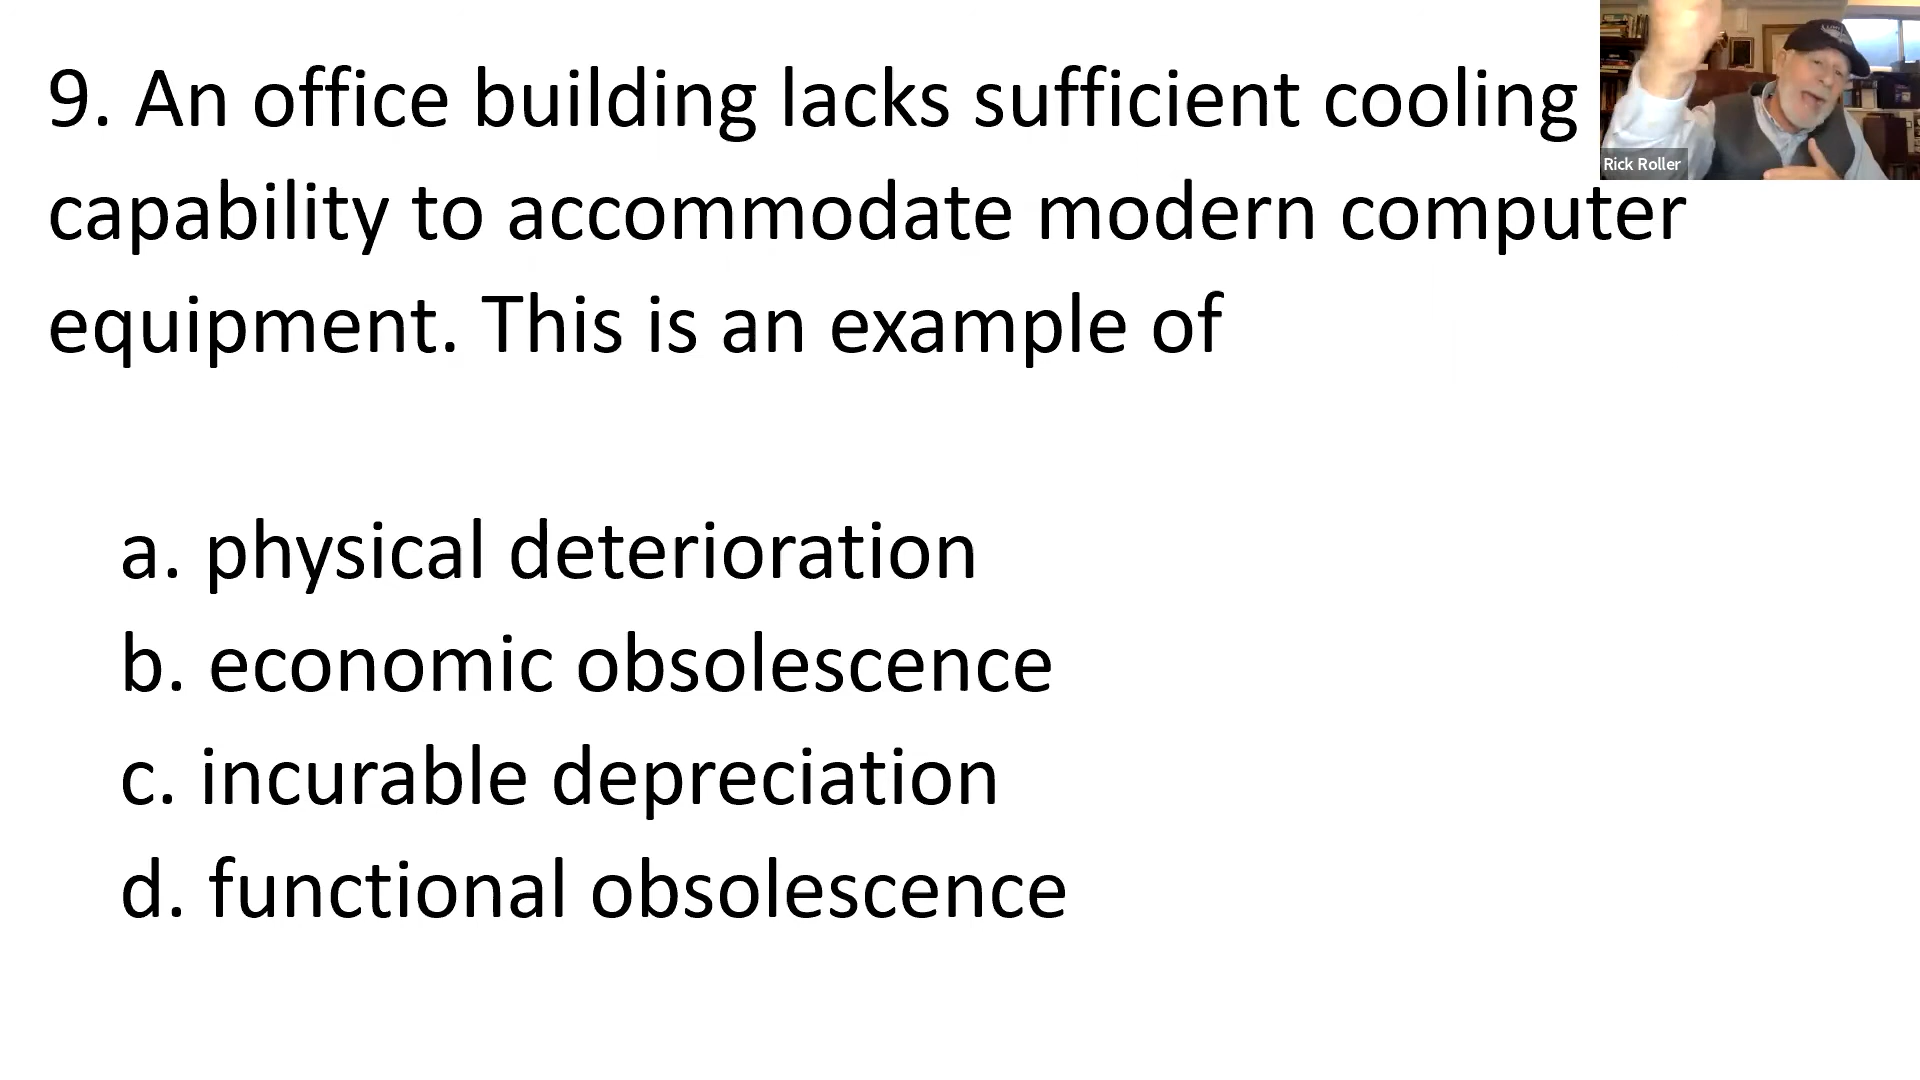 9. An office building lacks sufficient cooling
capability to accommodate modern computer
equipment. This is an example of
a. physical deterioration
b. economic obsolescence
c. incurable depreciation
d. functional obsolescence
Rick Roller